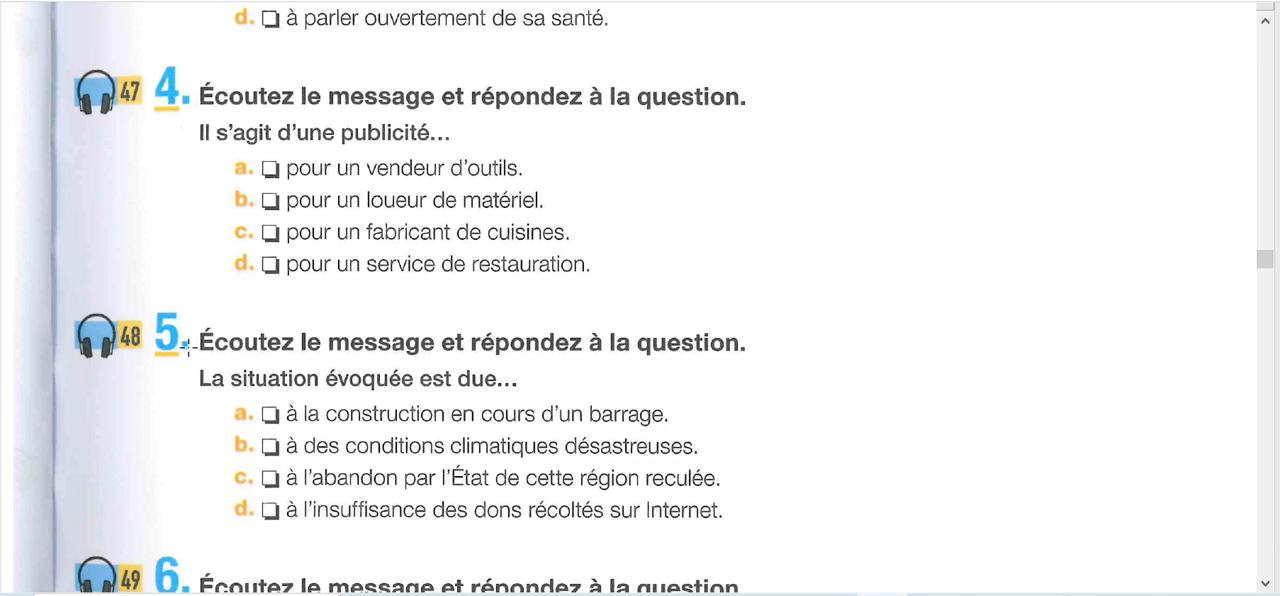 d. à parler ouvertement de sa santé.
47 4. Écoutez le message et répondez à la question.
Il s'agit d'une publicité...
a. pour un vendeur d'outils.
b. pour un loueur de matériel.
c. pour un fabricant de cuisines.
d. pour un service de restauration.
48 5. Écoutez le message et répondez à la question.
La situation évoquée est due...
a. à la construction en cours d'un barrage.
b. à des conditions climatiques désastreuses.
c. à l'abandon par l'État de cette région reculée.
d. à l'insuffisance des dons récoltés sur Internet.
49 6. Écoutez le message et répondez à la question